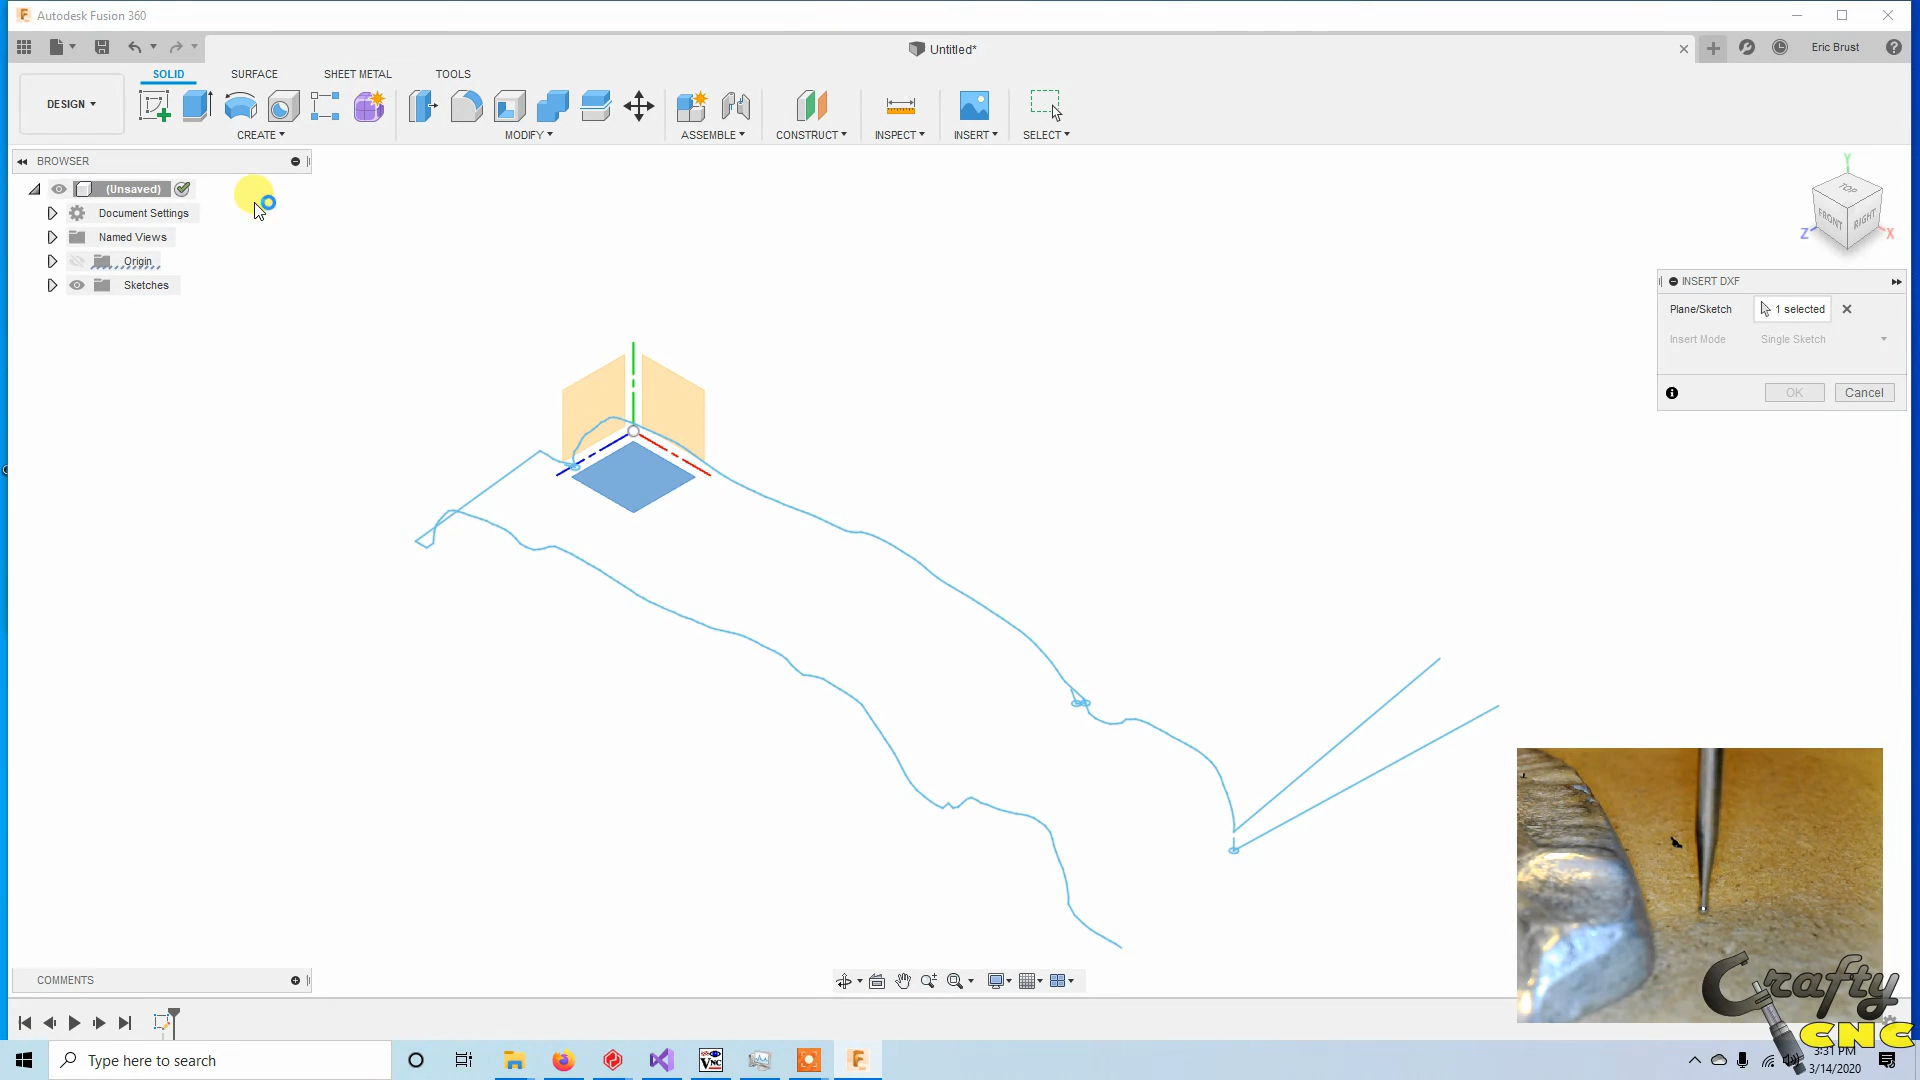 Autodesk Fusion 360
Untitled*
Eric Brust
DESIGN
SOLID
SURFACE
SHEET METAL
TOOLS
CREATE
MODIFY
ASSEMBLE
CONSTRUCT
INSPECT
INSERT
SELECT
BROWSER
(Unsaved)
Document Settings
Named Views
Origin
Sketches
Y
TOP
FRONT
RIGHT
Z
X
INSERT DXF
Plane/Sketch
1 selected
Insert Mode
Single Sketch
OK
Cancel
COMMENTS
Crafty
CNC
Type here to search
VNC
3:31 PM
3/14/2020